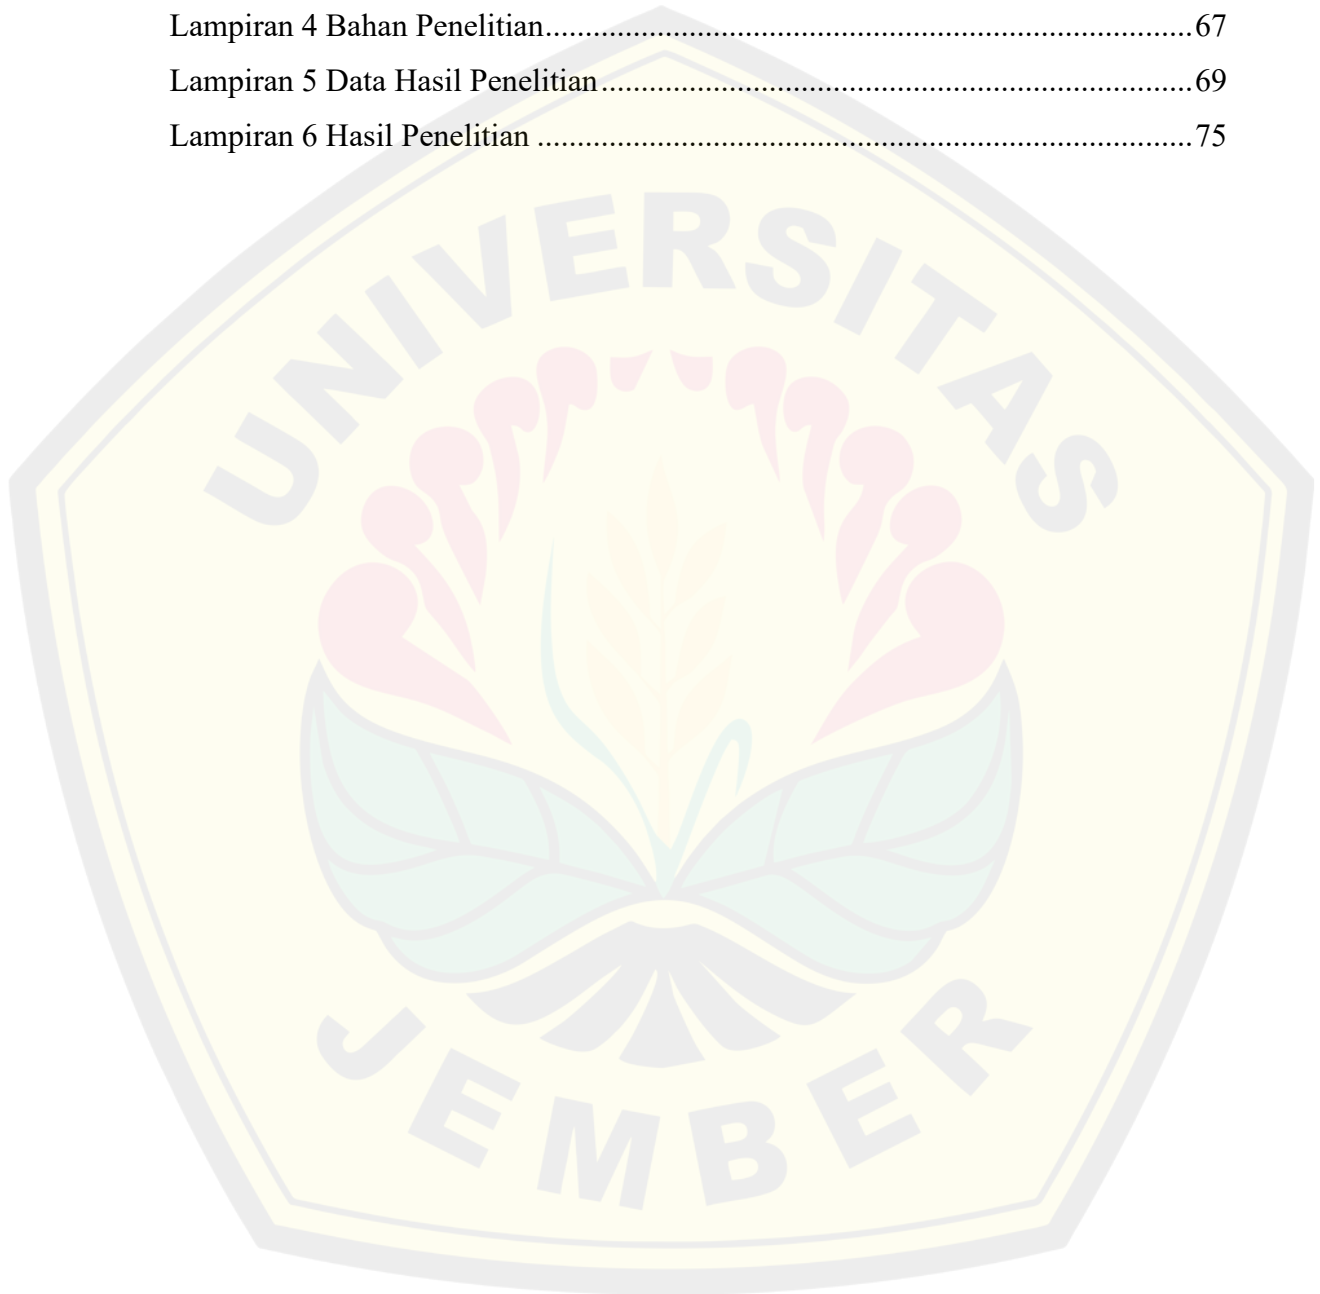 Lampiran 4 Bahan Penelitian..................................................................................67
Lampiran 5 Data Hasil Penelitian...........................................................................69
Lampiran 6 Hasil Penelitian ...................................................................................75
UNIVERSITAS
JEMBER